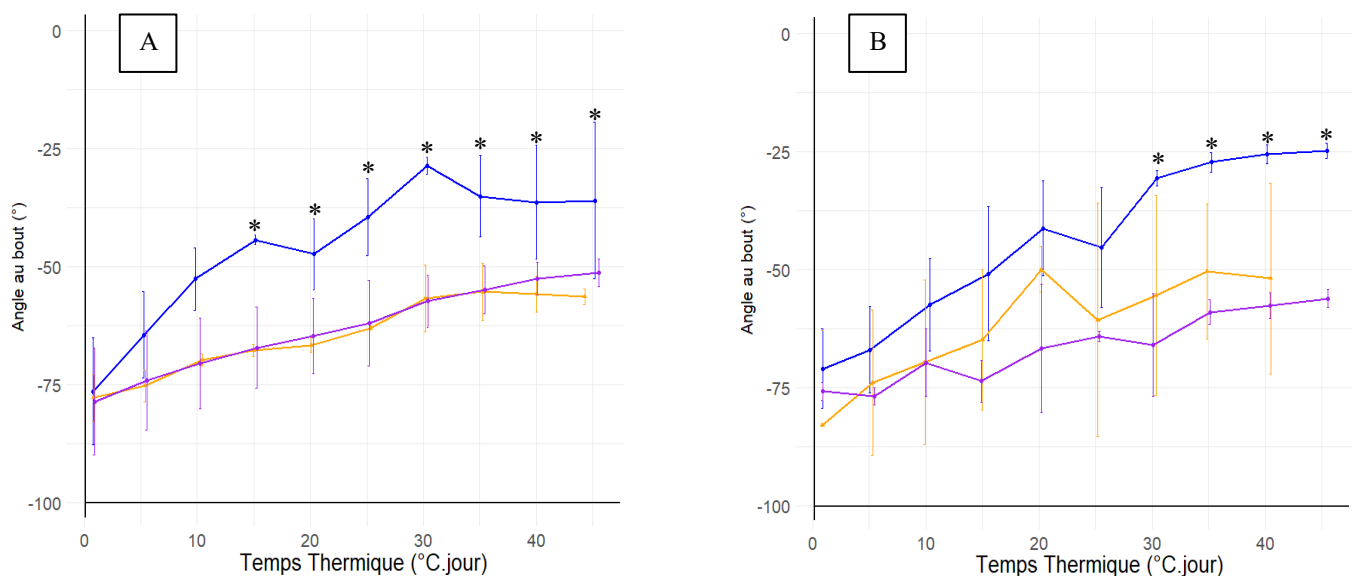 A
0
-25
-50
-75
-100
Angle au bout (°)
* * * * * * *
0 10 20 30 40
Temps Thermique (°C.jour)
B
0
-25
-50
-75
-100
Angle au bout (°)
* * * *
0 10 20 30 40
Temps Thermique (°C.jour)